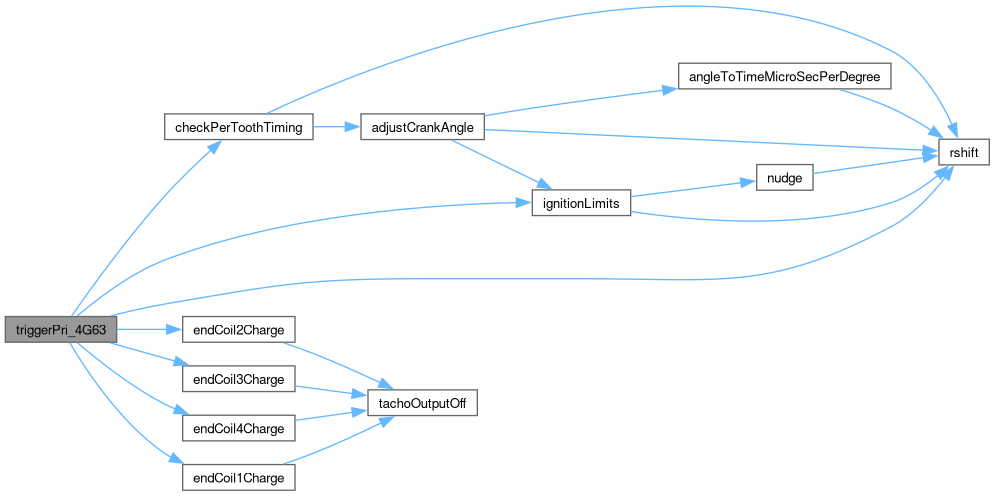 angleToTimeMicroSecPerDegree
checkPerToothTiming
adjustCrankAngle
rshift
nudge
ignitionLimits
triggerPri_4G63
endCoil2Charge
endCoil3Charge
tachoOutputOff
endCoil4Charge
endCoil1Charge